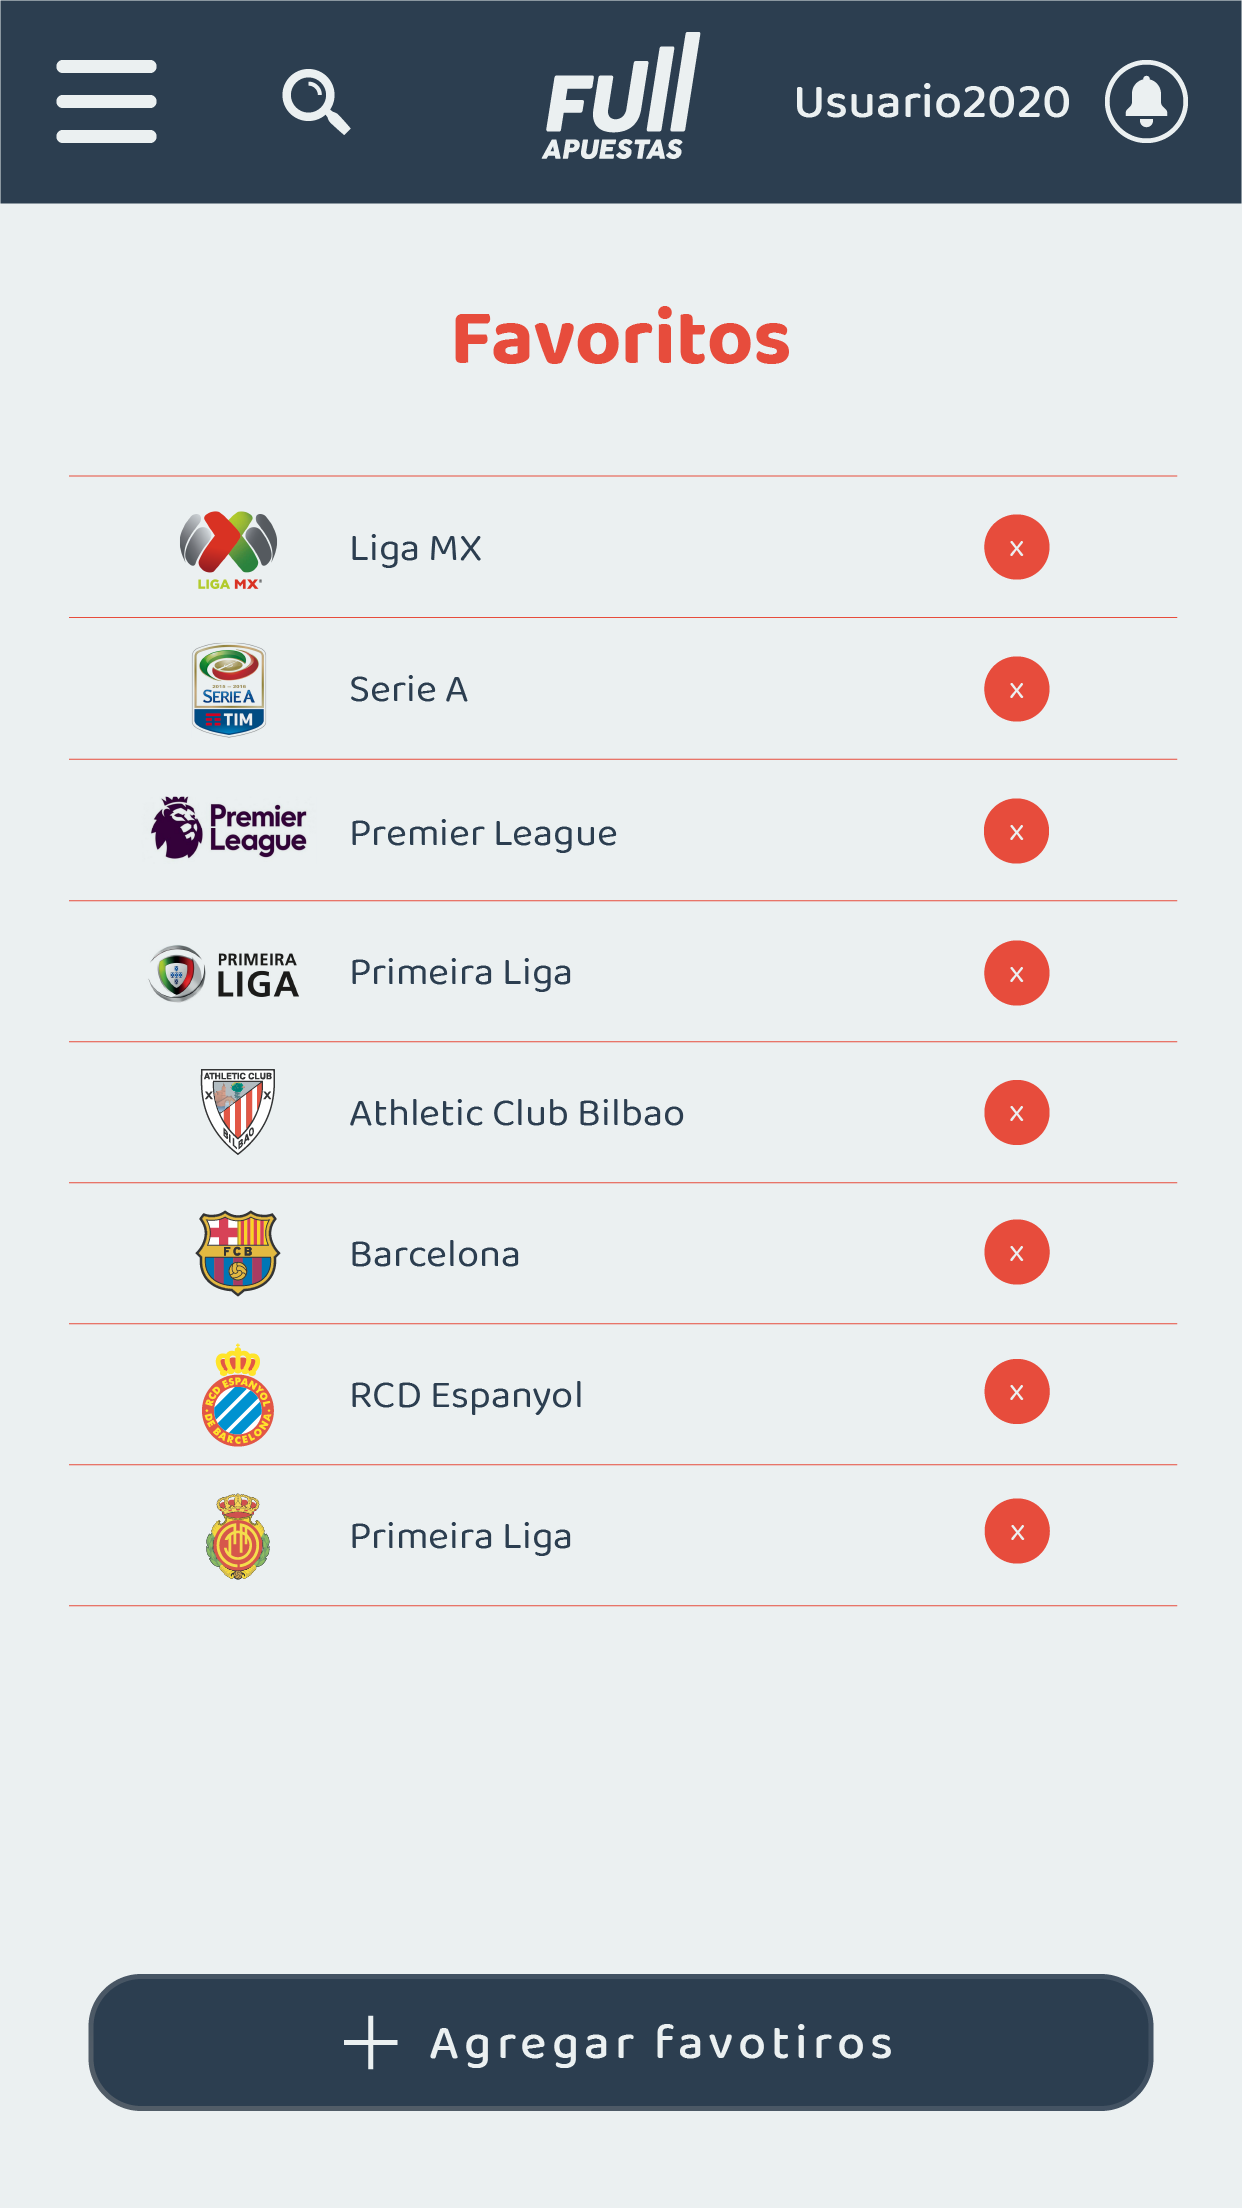 FUll
APUESTAS
Usuario2020
Favoritos
LIGA MX
Liga MX
x
SERIE A
TIM
Serie A
x
Premier
League
Premier League
x
PRIMEIRA
LIGA
Primeira Liga
x
ATHLETIC CLUB
BILBAO
Athletic Club Bilbao
x
FCB
Barcelona
x
RCD ESPANYOL
DE BARCELONA
RCD Espanyol
x
Primeira Liga
x
Agregar favotiros